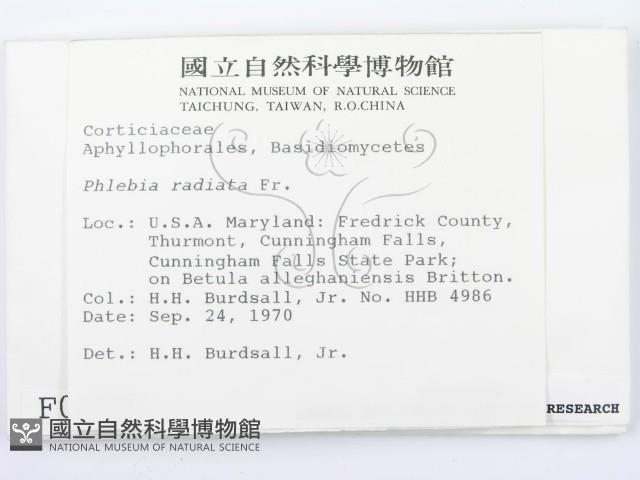 國立自然科學博物館
NATIONAL MUSEUM OF NATURAL SCIENCE
TAICHUNG, TAIWAN, R.O.CHINA
Corticiaceae
Aphyllophorales, Basidiomycetes
Phlebia radiata Fr.
Loc.: U.S.A. Maryland: Fredrick County,
Thurmont, Cunningham Falls,
Cunningham Falls State Park;
on Betula alleghaniensis Britton.
Col.: H.H. Burdsall, Jr. No. HHB 4986
Date: Sep. 24, 1970
Det.: H.H. Burdsall, Jr.
RESEARCH
國立自然科學博物館
NATIONAL MUSEUM OF NATURAL SCIENCE